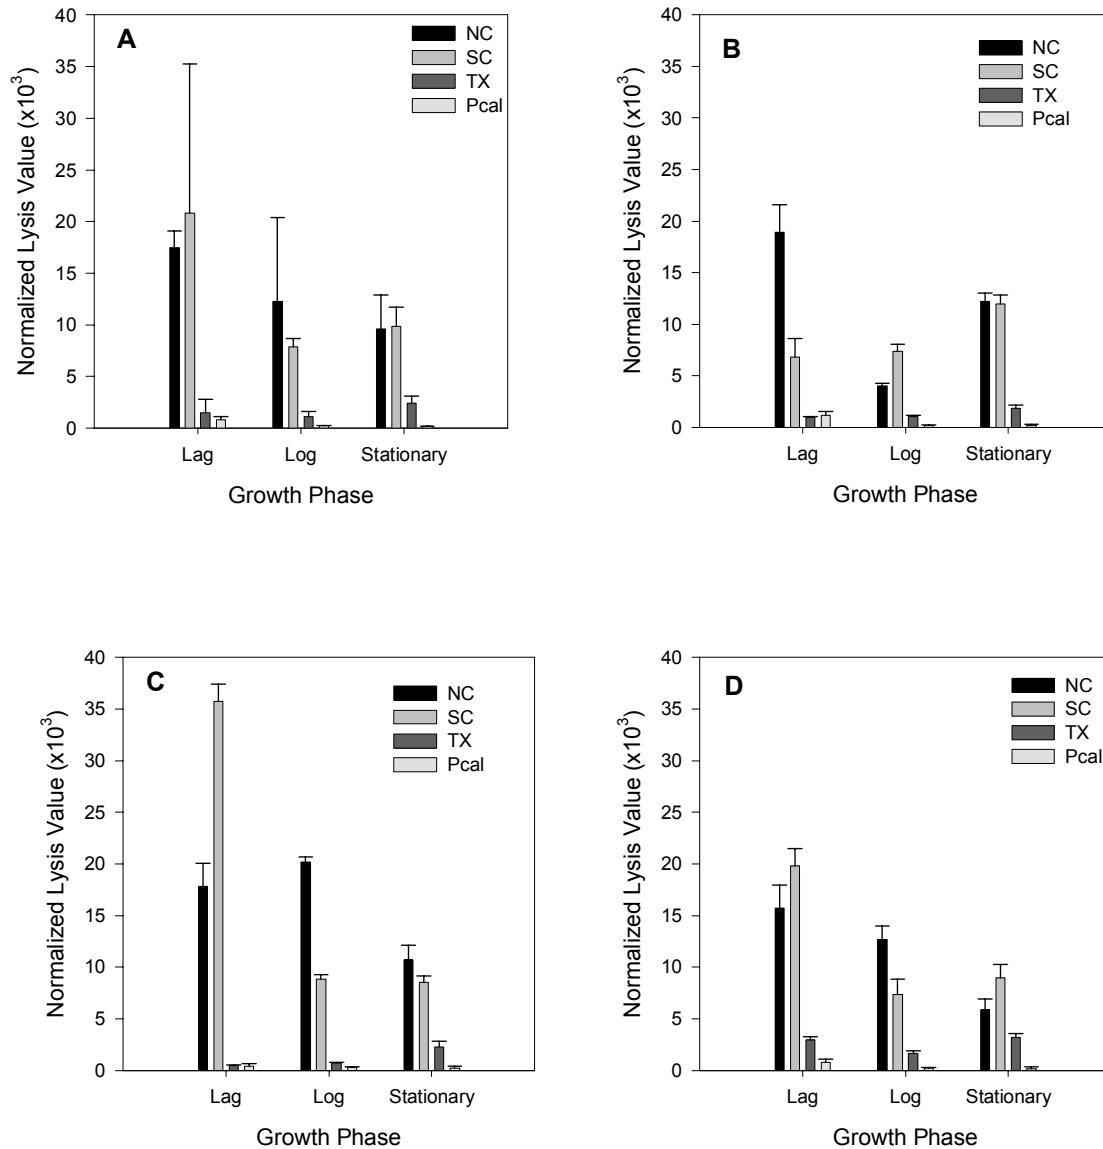 A
NC
SC
TX
Pcal
40
35
30
25
20
15
10
5
0
Normalized Lysis Value (x10³)
Lag Log Stationary
Growth Phase
B
NC
SC
TX
Pcal
40
35
30
25
20
15
10
5
0
Normalized Lysis Value (x10³)
Lag Log Stationary
Growth Phase
C
NC
SC
TX
Pcal
40
35
30
25
20
15
10
5
0
Normalized Lysis Value (x10³)
Lag Log Stationary
Growth Phase
D
NC
SC
TX
Pcal
40
35
30
25
20
15
10
5
0
Normalized Lysis Value (x10³)
Lag Log Stationary
Growth Phase